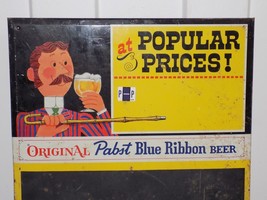 at POPULAR
PRICES!
ORIGINAL Pabst Blue Ribbon BEER